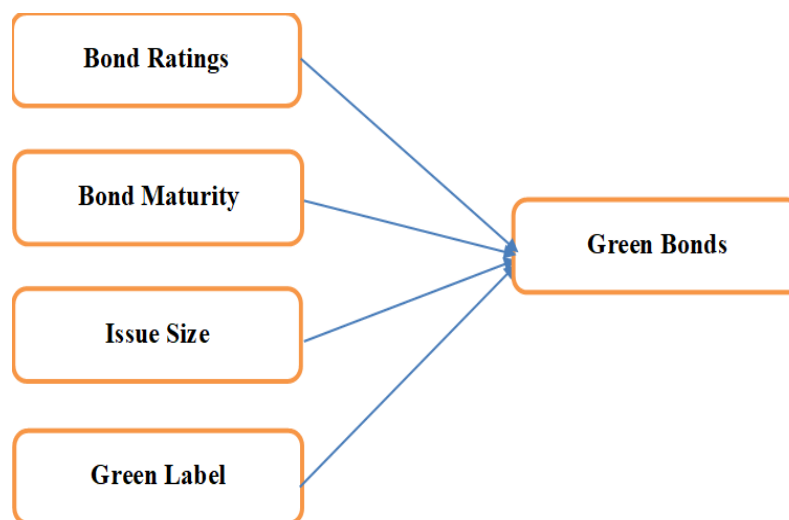 Bond Ratings
Bond Maturity
Issue Size
Green Label
Green Bonds